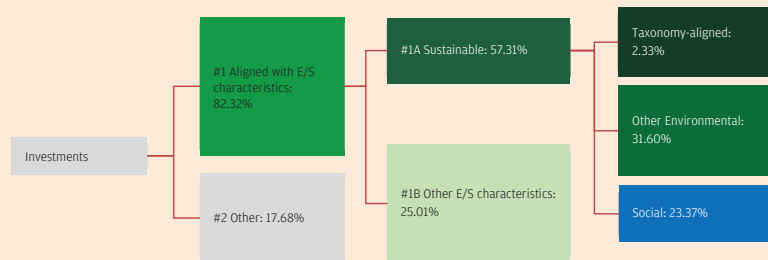 Investments
#1 Aligned with E/S
characteristics:
82.32%
#2 Other: 17.68%
#1A Sustainable: 57.31%
#1B Other E/S characteristics:
25.01%
Taxonomy-aligned:
2.33%
Other Environmental:
31.60%
Social: 23.37%